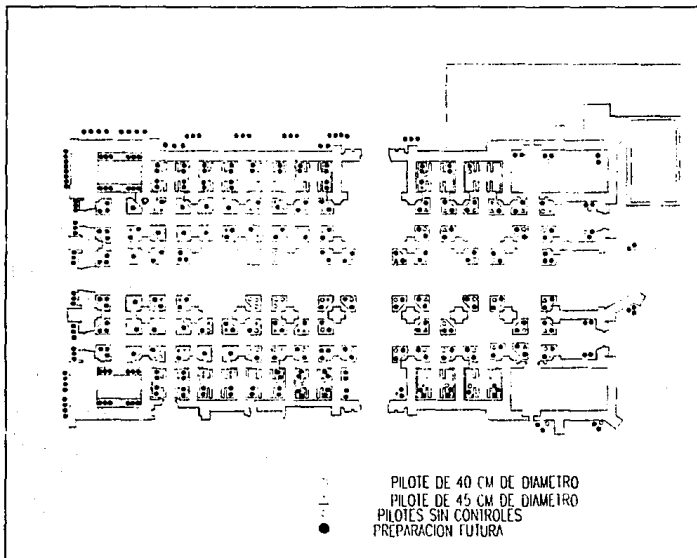 PILOTE DE 40 CM DE DIAMETRO
PILOTE DE 45 CM DE DIAMETRO
PILOTES SIN CONTROLES
PREPARACION FUTURA